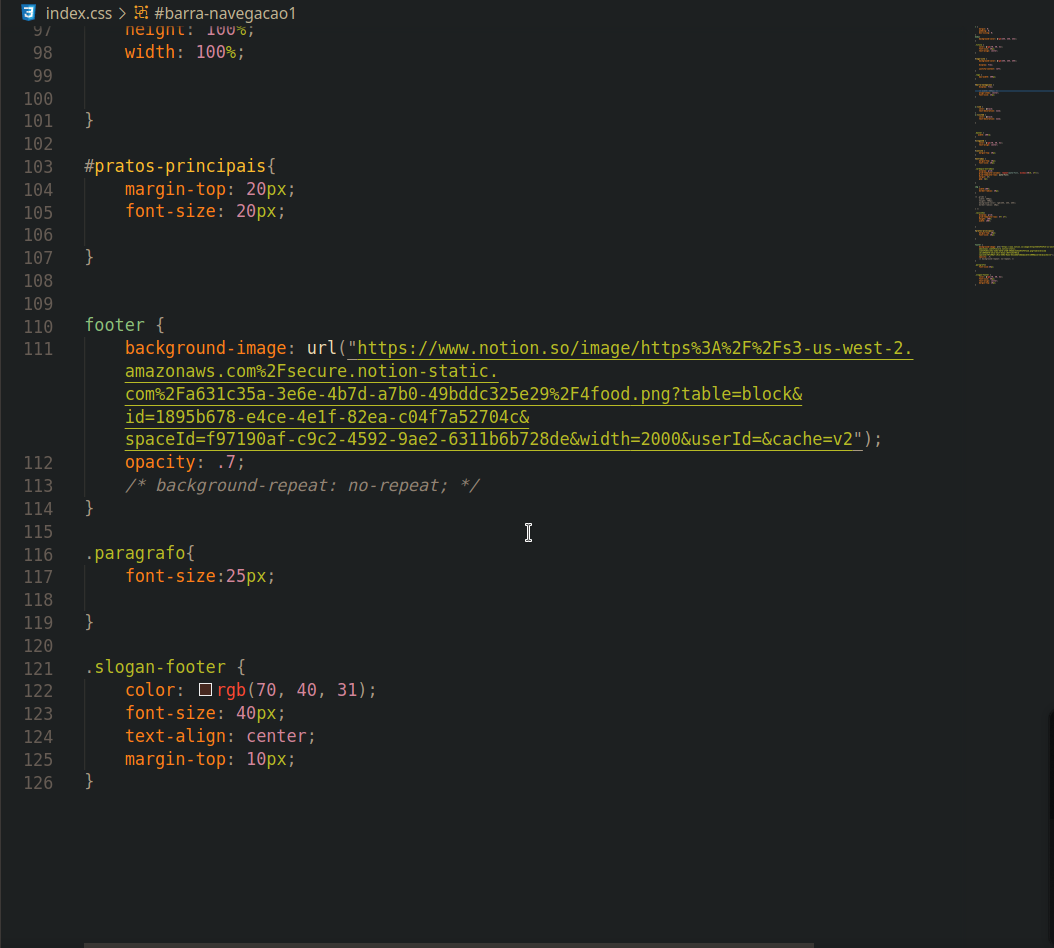 index.css > #barra-navegacao1
97 height: 100%;
98 width: 100%;
99
100
101 }
102
103 #pratos-principais{
104 margin-top: 20px;
105 font-size: 20px;
106
107 }
108
109
110 footer {
111 background-image: url("https://www.notion.so/image/https%3A%2F%2Fs3-us-west-2.
amazonaws.com%2Fsecure.notion-static.
com%2Fa631c35a-3e6e-4b7d-a7b0-49bddc325e29%2F4food.png?table=block&
id=1895b678-e4ce-4e1f-82ea-c04f7a52704c&
spaceId=f97190af-c9c2-4592-9ae2-6311b6b728de&width=2000&userId=&cache=v2");
112 opacity: .7;
113 /* background-repeat: no-repeat; */
114 }
115
116 .paragrafo{
117 font-size:25px;
118
119 }
120
121 .slogan-footer {
122 color: rgb(70, 40, 31);
123 font-size: 40px;
124 text-align: center;
125 margin-top: 10px;
126 }